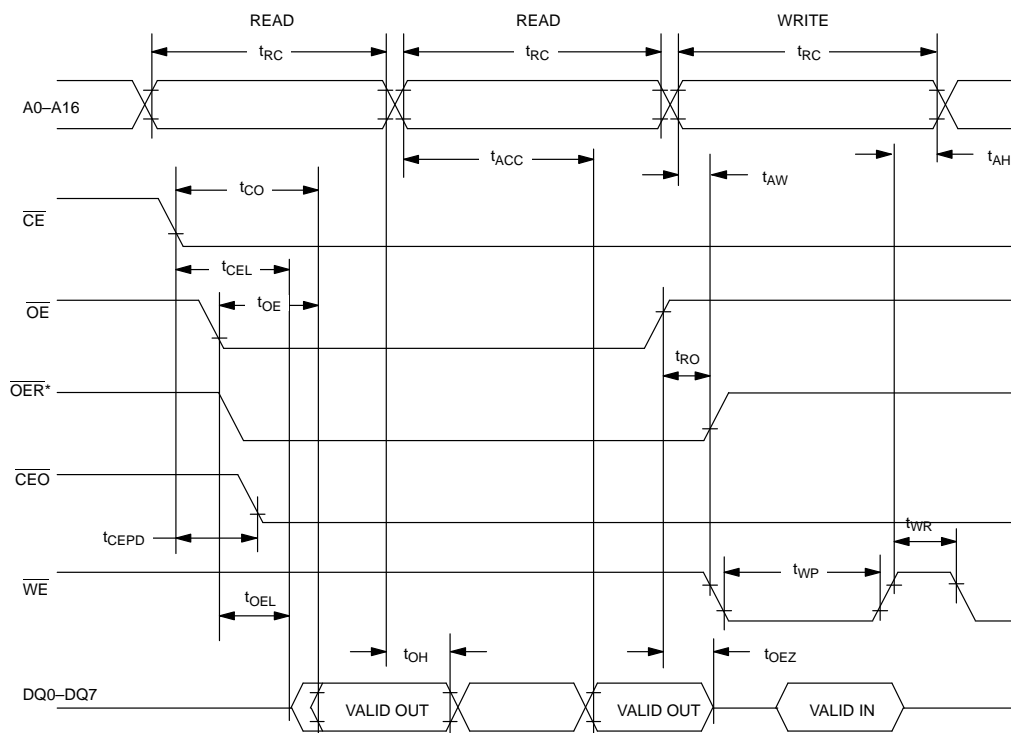 READ READ WRITE
tRC tRC tRC
A0–A16
tACC tAH
tAW
tCO
CE
tCEL
tOE
OE
tRO
OER*
CEO
tCEPD tWR
WE tWP
tOEL
tOH tOEZ
DQ0–DQ7
VALID OUT VALID OUT VALID IN